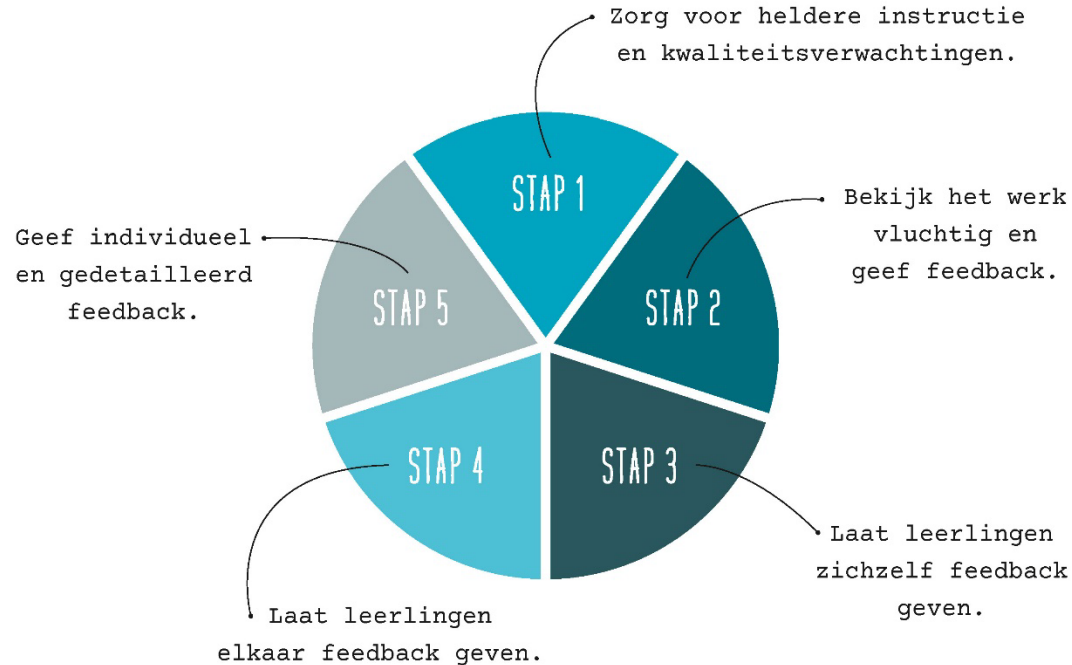 Zorg voor heldere instructie
en kwaliteitsverwachtingen.
STAP 1
Bekijk het werk
vluchtig en
geef feedback.
STAP 2
Laat leerlingen
zichzelf feedback
geven.
STAP 3
Laat leerlingen
elkaar feedback geven.
STAP 4
Geef individueel
en gedetailleerd
feedback.
STAP 5